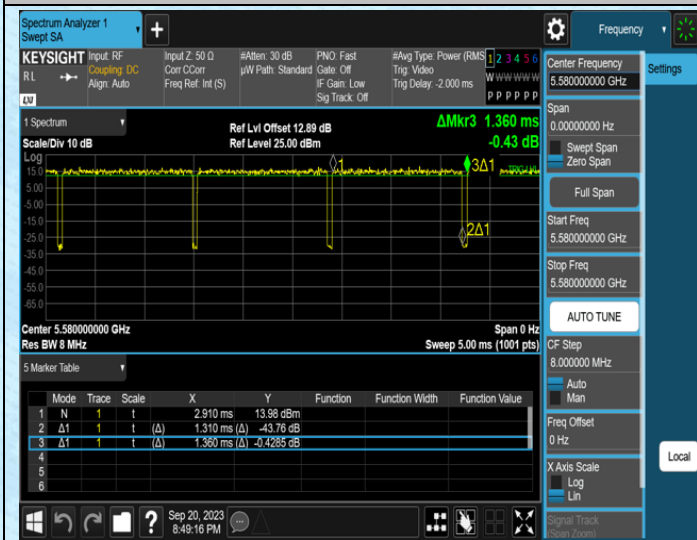 Spectrum Analyzer 1
Swept SA
+
Frequency
KEYSIGHT
RL
LXI
Input: RF
Coupling: DC
Align: Auto
Input Z: 50 Ω
Corr CCorr
Freq Ref: Int (S)
#Atten: 30 dB
µW Path: Standard
PNO: Fast
Gate: Off
IF Gain: Low
Sig Track: Off
#Avg Type: Power (RMS
Trig: Video
Trig Delay: -2.000 ms
1 2 3 4 5 6
W W W W W W
P P P P P P
1 Spectrum
Scale/Div 10 dB
Ref Lvl Offset 12.89 dB
Ref Level 25.00 dBm
ΔMkr3 1.360 ms
-0.43 dB
Log
15.0
5.00
-5.00
-15.0
-25.0
-35.0
-45.0
-55.0
-65.0
1
3Δ1
TRIG LVL
2Δ1
Center 5.580000000 GHz
Res BW 8 MHz
Span 0 Hz
Sweep 5.00 ms (1001 pts)
5 Marker Table
Mode Trace Scale X Y Function Function Width Function Value
1 N 1 t 2.910 ms 13.98 dBm
2 Δ1 1 t (Δ) 1.310 ms (Δ) -43.76 dB
3 Δ1 1 t (Δ) 1.360 ms (Δ) -0.4285 dB
4
5
6
?
Sep 20, 2023
8:49:16 PM
Center Frequency
5.580000000 GHz
Span
0.00000000 Hz
Swept Span
Zero Span
Full Span
Start Freq
5.580000000 GHz
Stop Freq
5.580000000 GHz
AUTO TUNE
CF Step
8.000000 MHz
Auto
Man
Freq Offset
0 Hz
X Axis Scale
Log
Lin
Signal Track
(Span Zoom)
Settings
Local